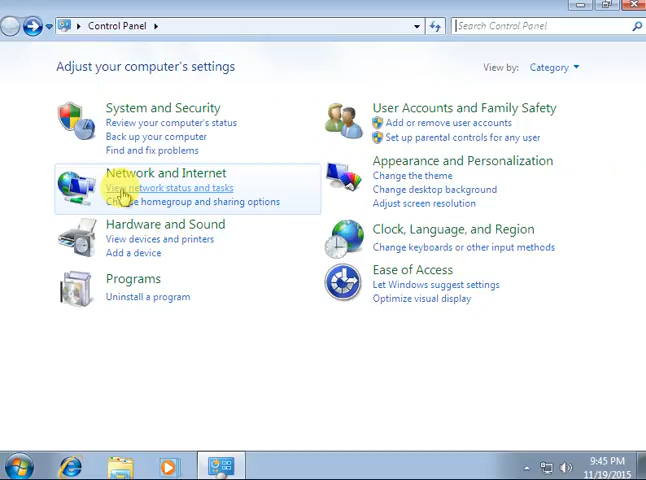 Control Panel
Search Control Panel
Adjust your computer's settings
View by: Category
System and Security
Review your computer's status
Back up your computer
Find and fix problems
Network and Internet
View network status and tasks
Change homegroup and sharing options
Hardware and Sound
View devices and printers
Add a device
Programs
Uninstall a program
User Accounts and Family Safety
Add or remove user accounts
Set up parental controls for any user
Appearance and Personalization
Change the theme
Change desktop background
Adjust screen resolution
Clock, Language, and Region
Change keyboards or other input methods
Ease of Access
Let Windows suggest settings
Optimize visual display
9:45 PM
11/19/2015